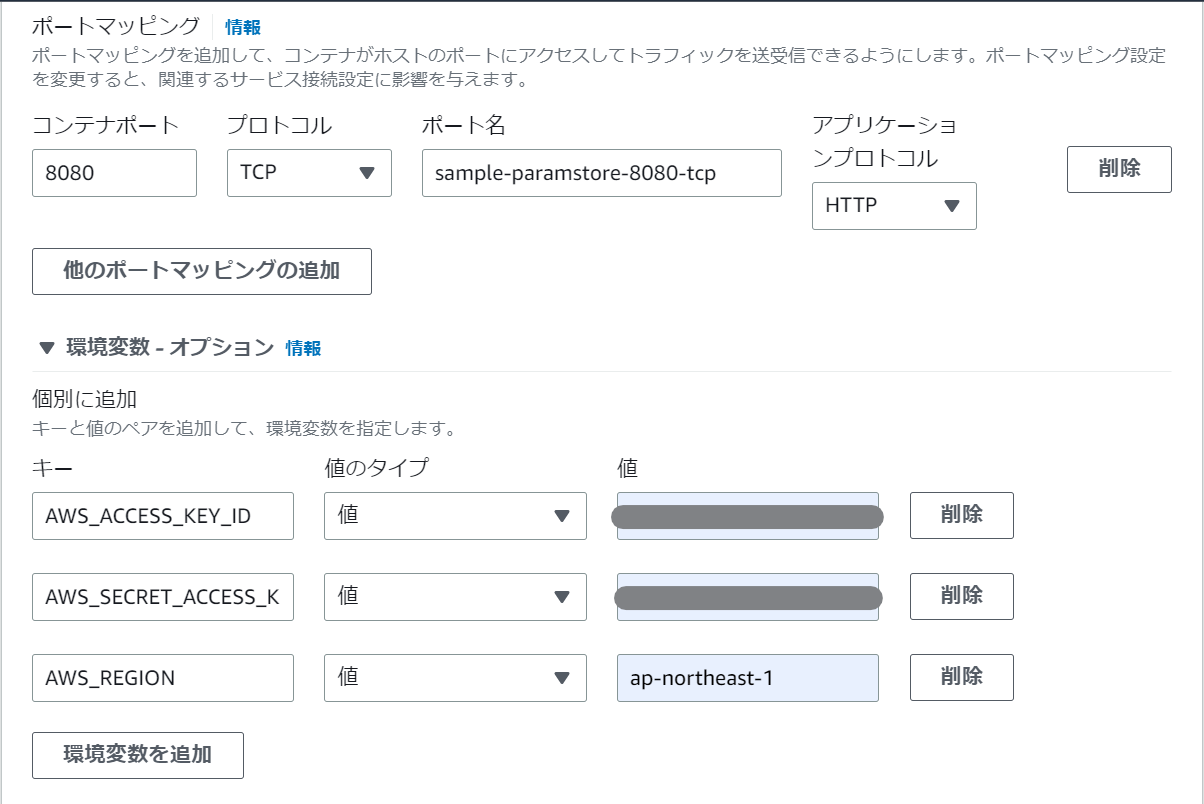 ポートマッピング 情報
ポートマッピングを追加して、コンテナがホストのポートにアクセスしてトラフィックを送受信できるようにします。ポートマッピング設定
を変更すると、関連するサービス接続設定に影響を与えます。
コンテナポート プロトコル ポート名 アプリケーショ
ンプロトコル
8080 TCP sample-paramstore-8080-tcp HTTP 削除
他のポートマッピングの追加
▼ 環境変数 - オプション 情報
個別に追加
キーと値のペアを追加して、環境変数を指定します。
キー 値のタイプ 値
AWS_ACCESS_KEY_ID 値 削除
AWS_SECRET_ACCESS_K 値 削除
AWS_REGION 値 ap-northeast-1 削除
環境変数を追加